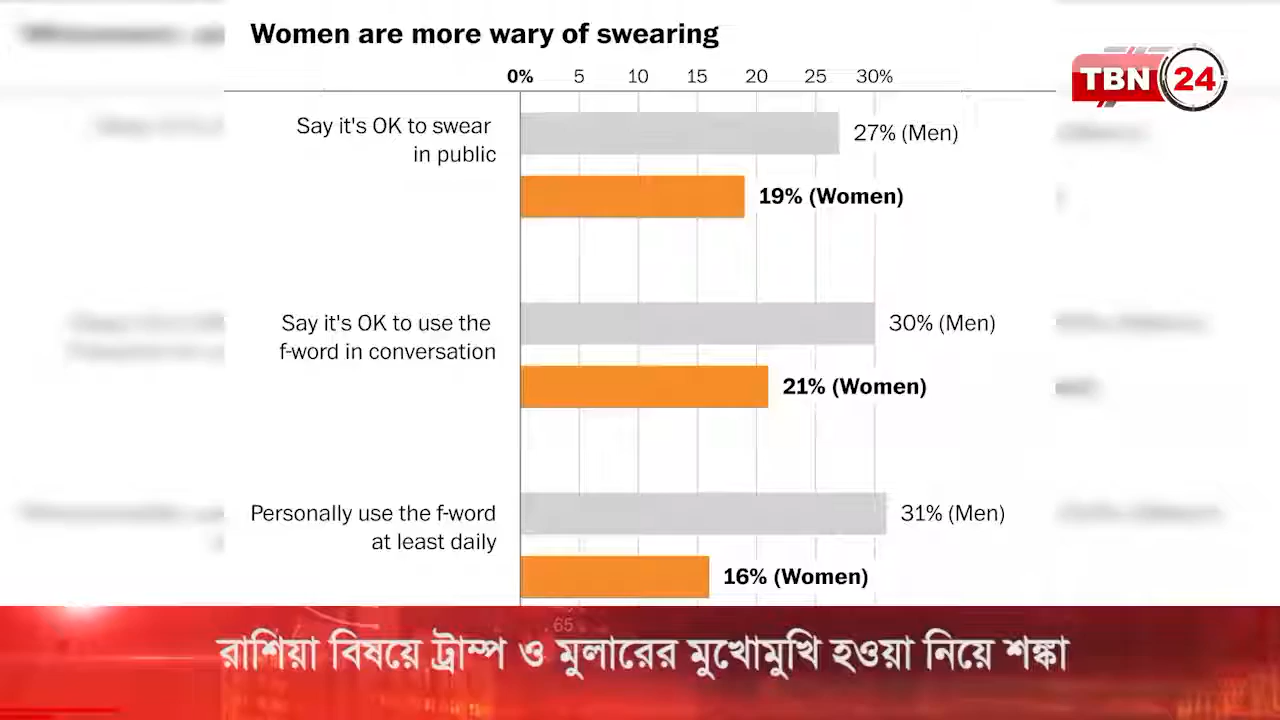 Women are more wary of swearing
0% 5 10 15 20 25 30%
TBN 24
Say it's OK to swear
in public
27% (Men)
19% (Women)
Say it's OK to use the
f-word in conversation
30% (Men)
21% (Women)
Personally use the f-word
at least daily
31% (Men)
16% (Women)
65
রাশিয়া বিষয়ে ট্রাম্প ও মুলারের মুখোমুখি হওয়া নিয়ে শঙ্কা